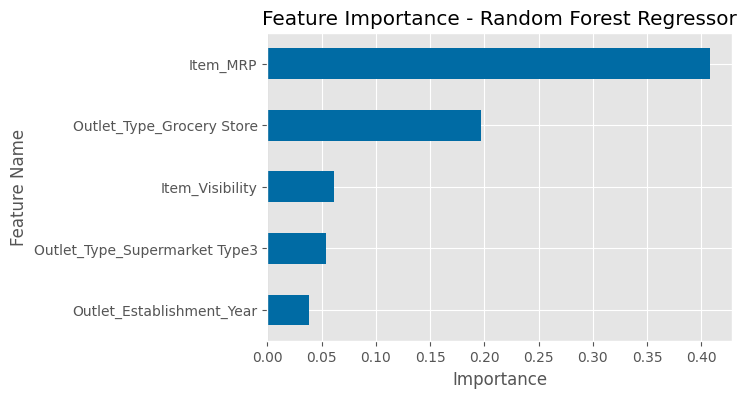 Feature Importance - Random Forest Regressor
Feature Name
Item_MRP
Outlet_Type_Grocery Store
Item_Visibility
Outlet_Type_Supermarket Type3
Outlet_Establishment_Year
0.00 0.05 0.10 0.15 0.20 0.25 0.30 0.35 0.40
Importance